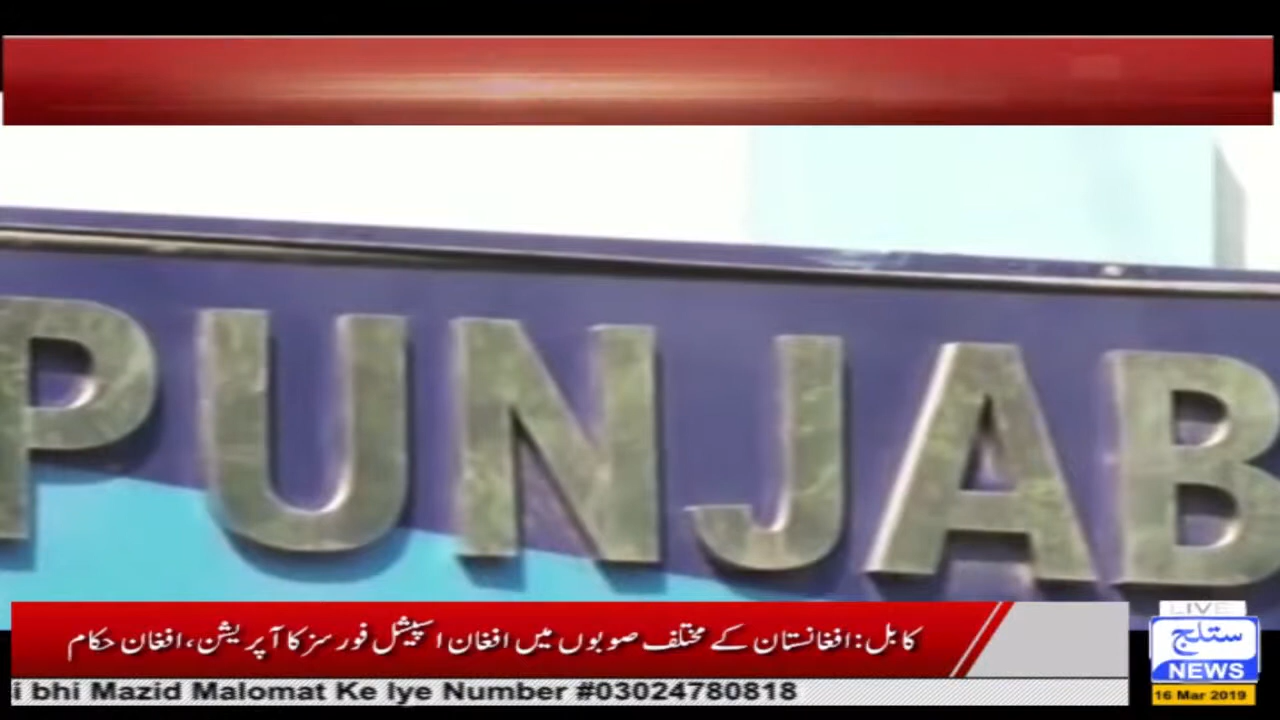 PUNJAB
کابل: افغانستان کے مختلف صوبوں میں افغان اسپیشل فورسز کا آپریشن، افغان حکام
i bhi Mazid Malomat Ke Iye Number #03024780818
LIVE
ستلج
NEWS
16 Mar 2019